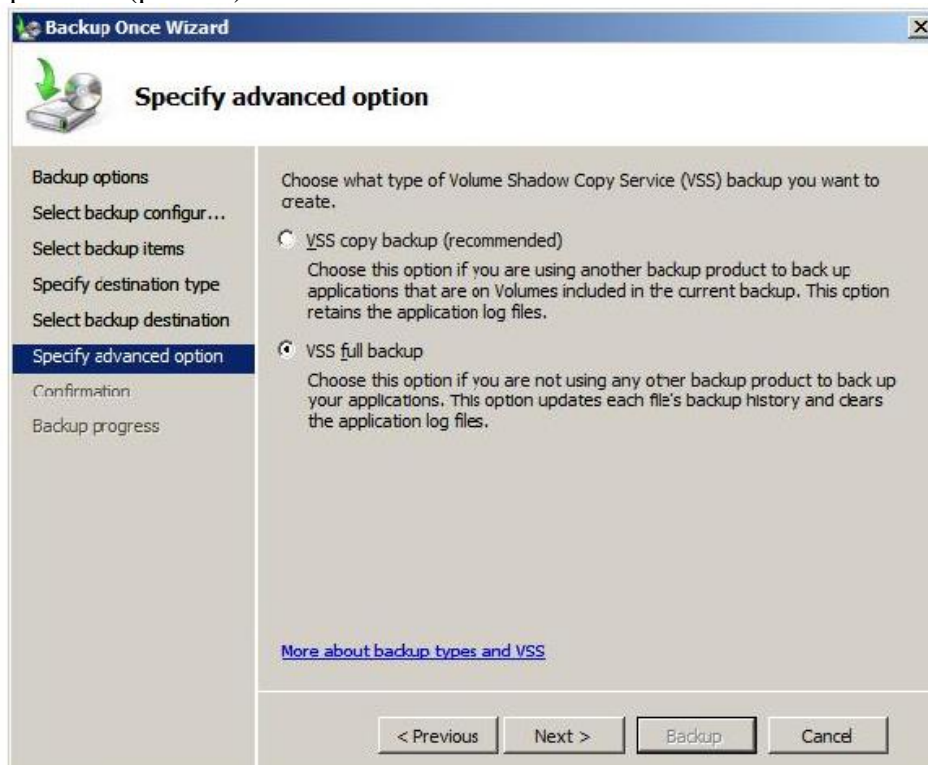 Backup Once Wizard
Specify advanced option
Backup options
Select backup configur...
Select backup items
Specify destination type
Select backup destination
Specify advanced option
Confirmation
Backup progress
Choose what type of Volume Shadow Copy Service (VSS) backup you want to
create.
VSS copy backup (recommended)
Choose this option if you are using another backup product to back up
applications that are on Volumes included in the current backup. This option
retains the application log files.
VSS full backup
Choose this option if you are not using any other backup product to back up
your applications. This option updates each file's backup history and clears
the application log files.
More about backup types and VSS
< Previous
Next >
Backup
Cancel